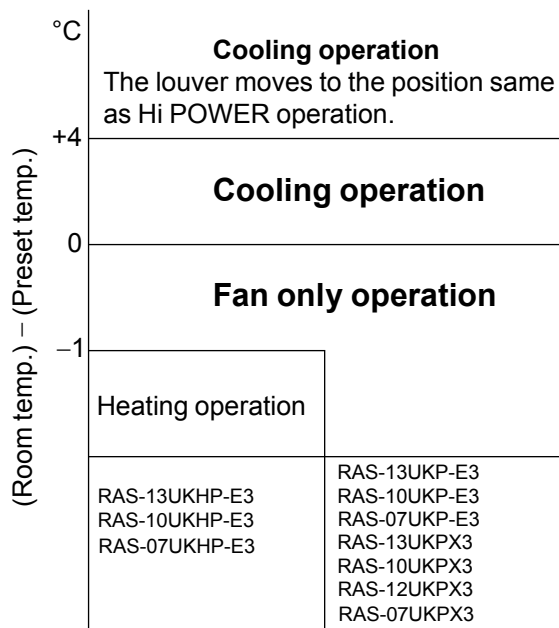 °C
Cooling operation
The louver moves to the position same
as Hi POWER operation.
+4
Cooling operation
0
Fan only operation
−1
Heating operation
(Room temp.) − (Preset temp.)
RAS-13UKHP-E3
RAS-10UKHP-E3
RAS-07UKHP-E3
RAS-13UKP-E3
RAS-10UKP-E3
RAS-07UKP-E3
RAS-13UKPX3
RAS-10UKPX3
RAS-12UKPX3
RAS-07UKPX3